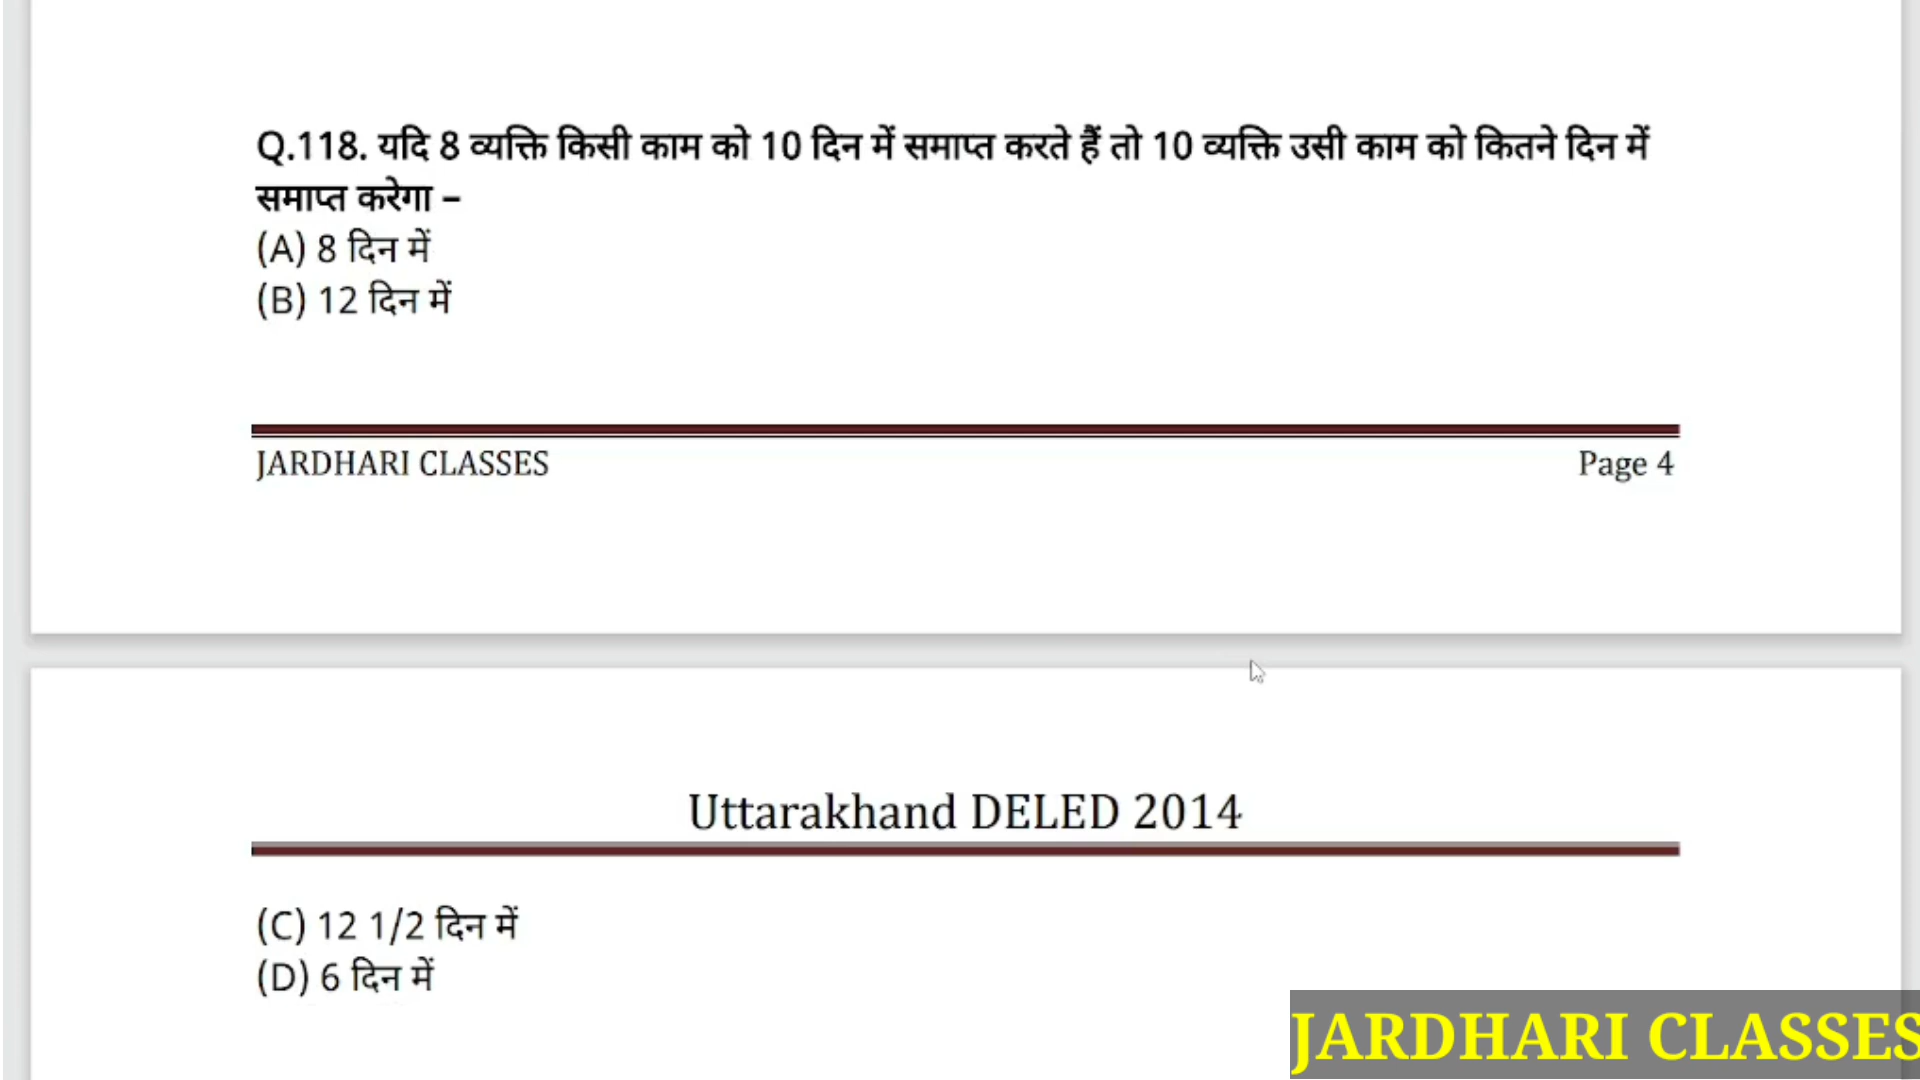 Q.118. यदि 8 व्यक्ति किसी काम को 10 दिन में समाप्त करते हैं तो 10 व्यक्ति उसी काम को कितने दिन में
समाप्त करेगा –
(A) 8 दिन में
(B) 12 दिन में
JARDHARI CLASSES Page 4
Uttarakhand DELED 2014
(C) 12 1/2 दिन में
(D) 6 दिन में
JARDHARI CLASSES